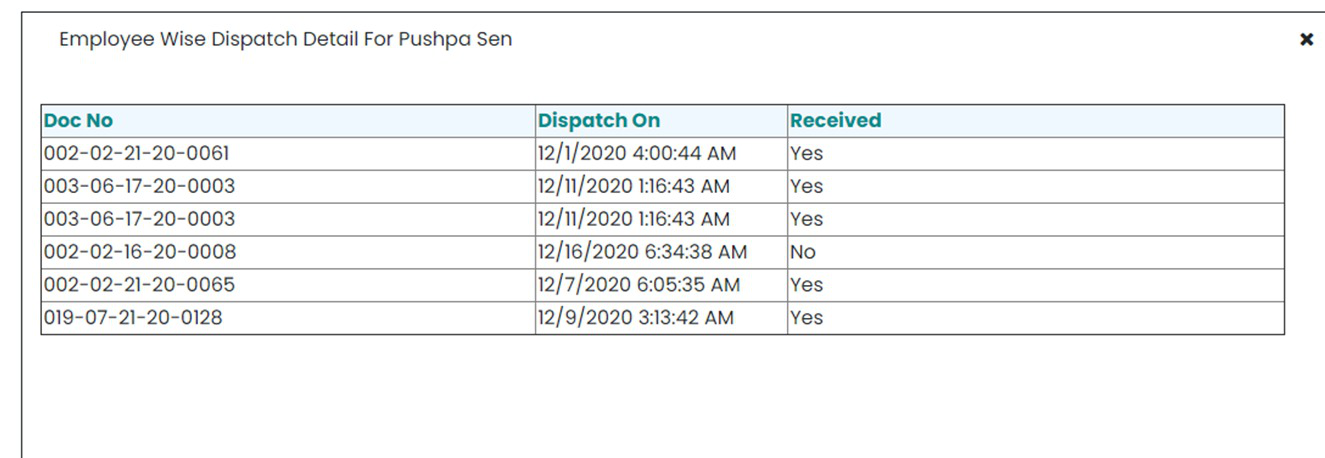 Employee Wise Dispatch Detail For Pushpa Sen
Doc No Dispatch On Received
002-02-21-20-0061 12/1/2020 4:00:44 AM Yes
003-06-17-20-0003 12/11/2020 1:16:43 AM Yes
003-06-17-20-0003 12/11/2020 1:16:43 AM Yes
002-02-16-20-0008 12/16/2020 6:34:38 AM No
002-02-21-20-0065 12/7/2020 6:05:35 AM Yes
019-07-21-20-0128 12/9/2020 3:13:42 AM Yes